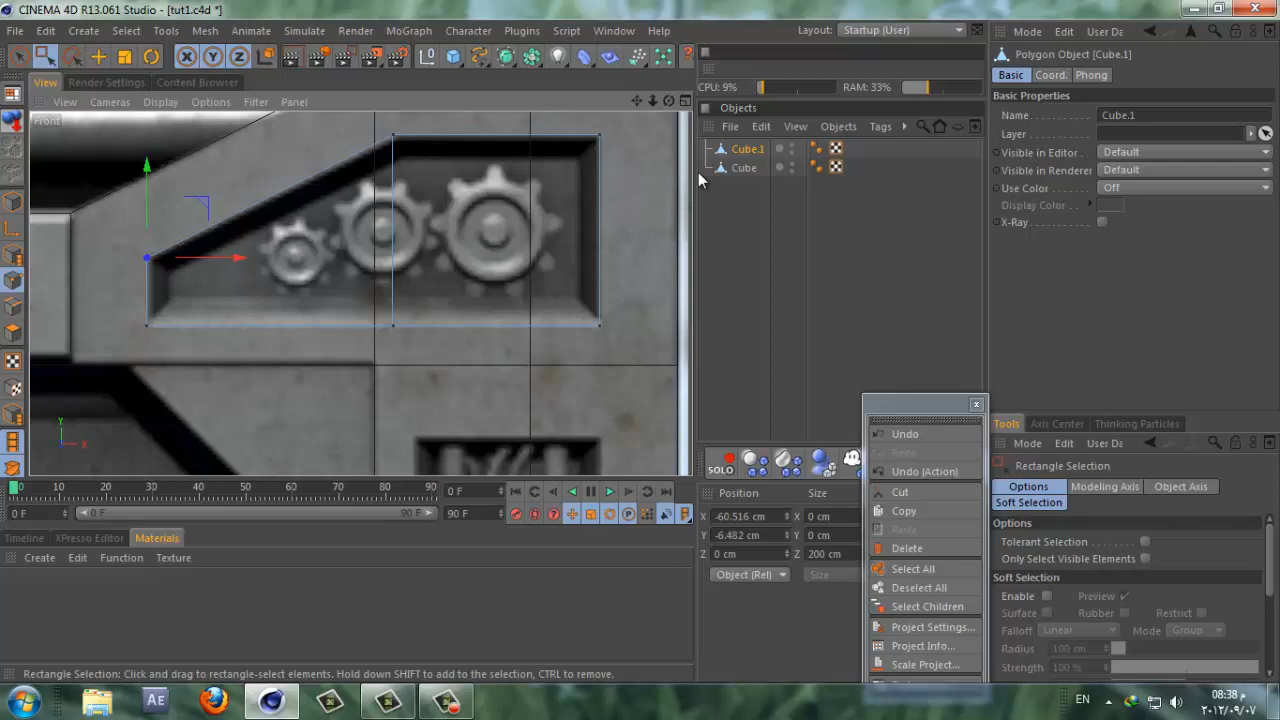 CINEMA 4D R13.061 Studio - [tut1.c4d *]
File Edit Create Select Tools Mesh Animate Simulate Render MoGraph Character Plugins Script Window Help Layout: Startup (User)
View Render Settings Content Browser
View Cameras Display Options Filter Panel
Front
Y
X
CPU: 9% RAM: 33%
Objects
File Edit View Objects Tags
Cube.1
Cube
Mode Edit User Da
Polygon Object [Cube.1]
Basic Coord. Phong
Basic Properties
Name Cube.1
Layer
Visible in Editor Default
Visible in Renderer Default
Use Color Off
Display Color
X-Ray
Undo
Redo
Undo (Action)
Cut
Copy
Paste
Delete
Select All
Deselect All
Select Children
Project Settings...
Project Info...
Scale Project...
Tools Axis Center Thinking Particles
Mode Edit User Da
Rectangle Selection
Options Modeling Axis Object Axis
Soft Selection
Options
Tolerant Selection
Only Select Visible Elements
Soft Selection
Enable Preview
Surface Rubber Restrict
Falloff Linear Mode Group
Radius 100 cm
Strength 100 %
SOLO
Position Size
X -60.516 cm X 0 cm
Y -6.482 cm Y 0 cm
Z 0 cm Z 200 cm
Object (Rel) Size
0 10 20 30 40 50 60 70 80 90 0 F
0 F 0 F 90 F 90 F
Timeline XPresso Editor Materials
Create Edit Function Texture
Rectangle Selection: Click and drag to rectangle-select elements. Hold down SHIFT to add to the selection, CTRL to remove.
Ae
EN
08:38 م
٢٠١٢/٠٩/٠٧